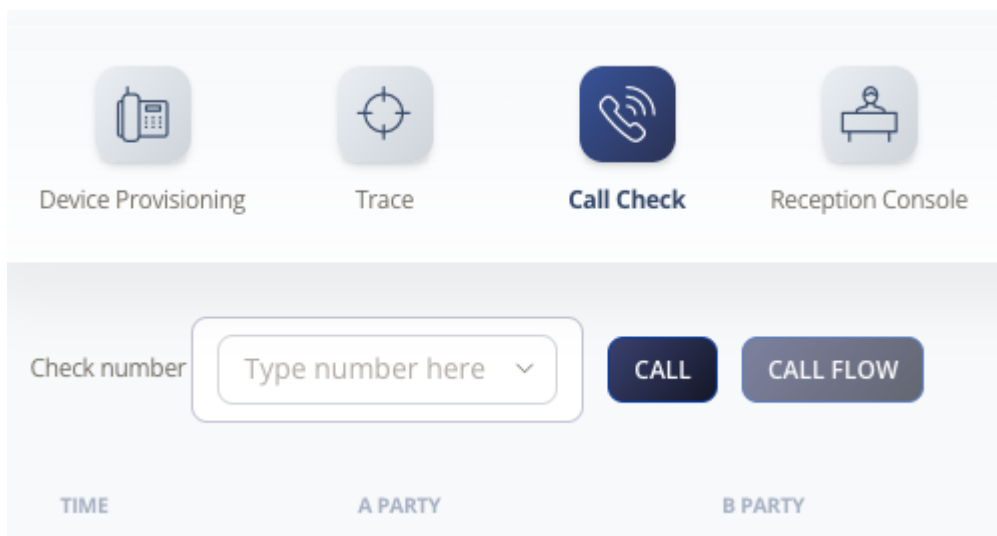 Device Provisioning Trace Call Check Reception Console
Check number Type number here CALL CALL FLOW
TIME A PARTY B PARTY